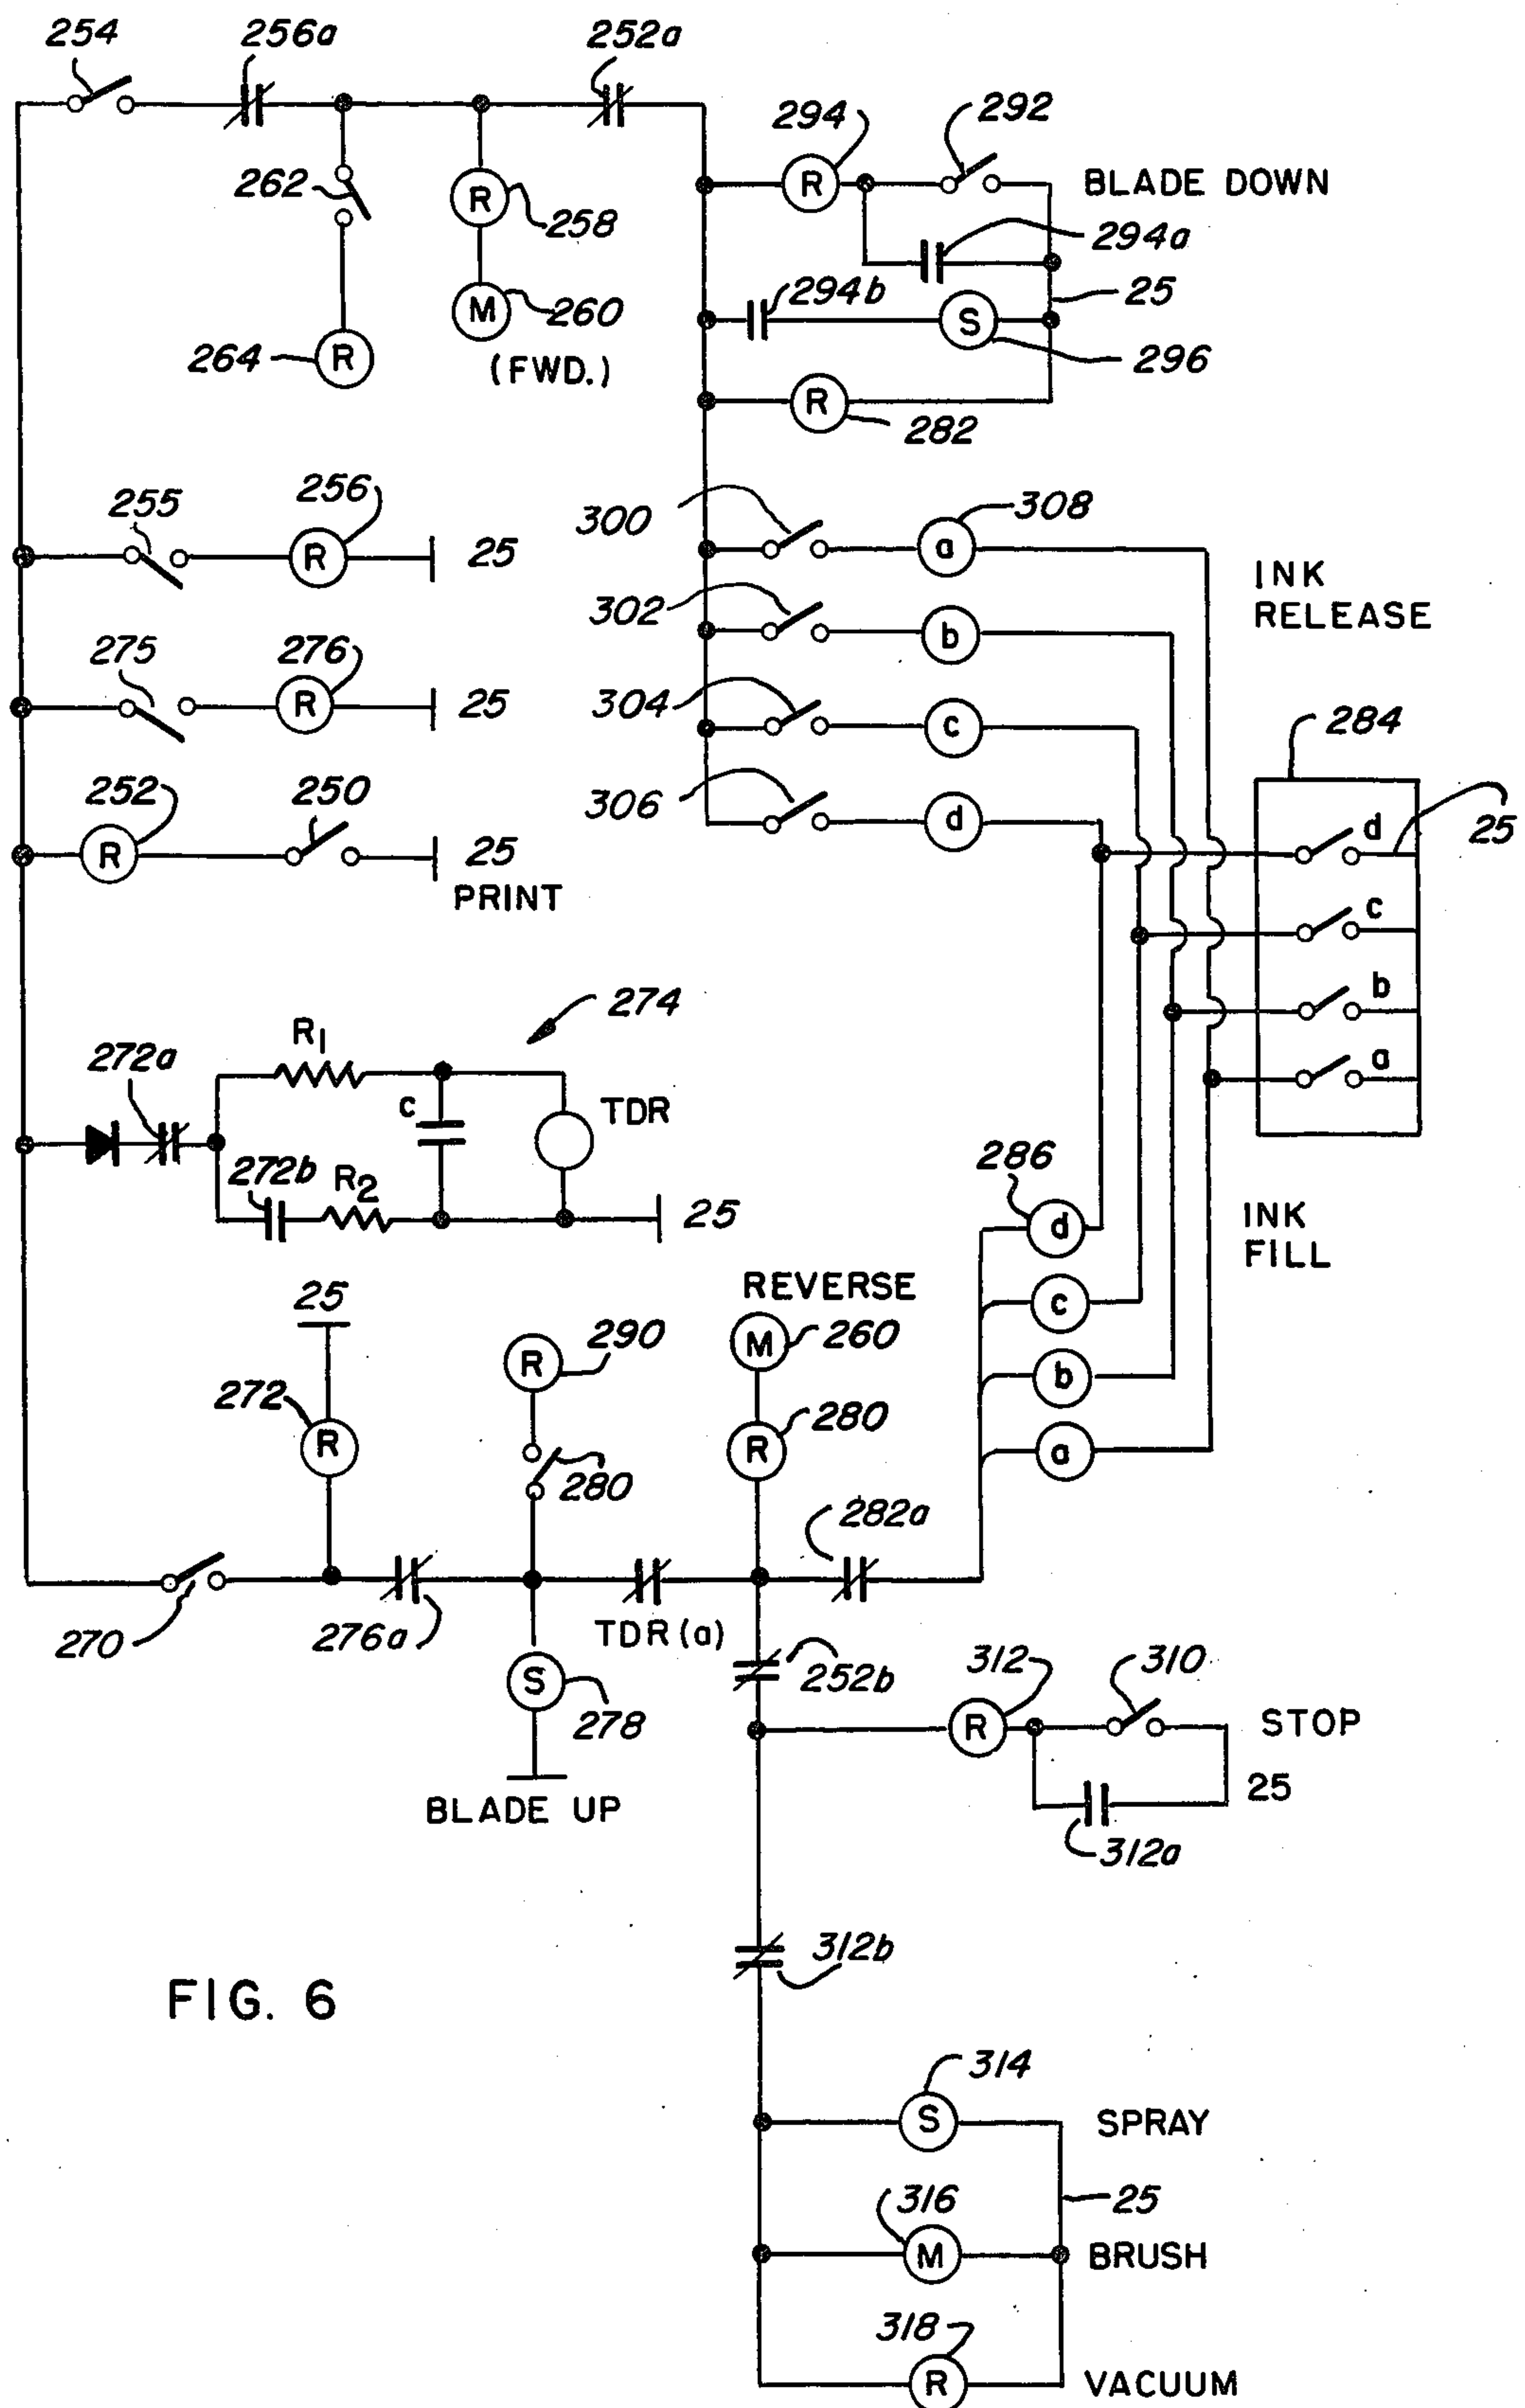 254
256a
252a
294
292
BLADE DOWN
262
R
R
258
294a
294b
25
M
260
(FWD.)
S
296
264
R
R
282
255
256
R
25
300
308
a
INK
RELEASE
302
b
275
276
R
25
304
c
284
252
250
306
d
R
25
PRINT
d
25
c
274
b
272a
R1
a
c
TDR
272b
R2
25
286
d
INK
FILL
REVERSE
25
290
R
M
260
c
b
272
R
280
R
280
a
282a
270
276a
TDR (a)
S
278
252b
312
310
R
STOP
25
312a
BLADE UP
312b
FIG. 6
314
S
SPRAY
316
25
M
BRUSH
318
R
VACUUM